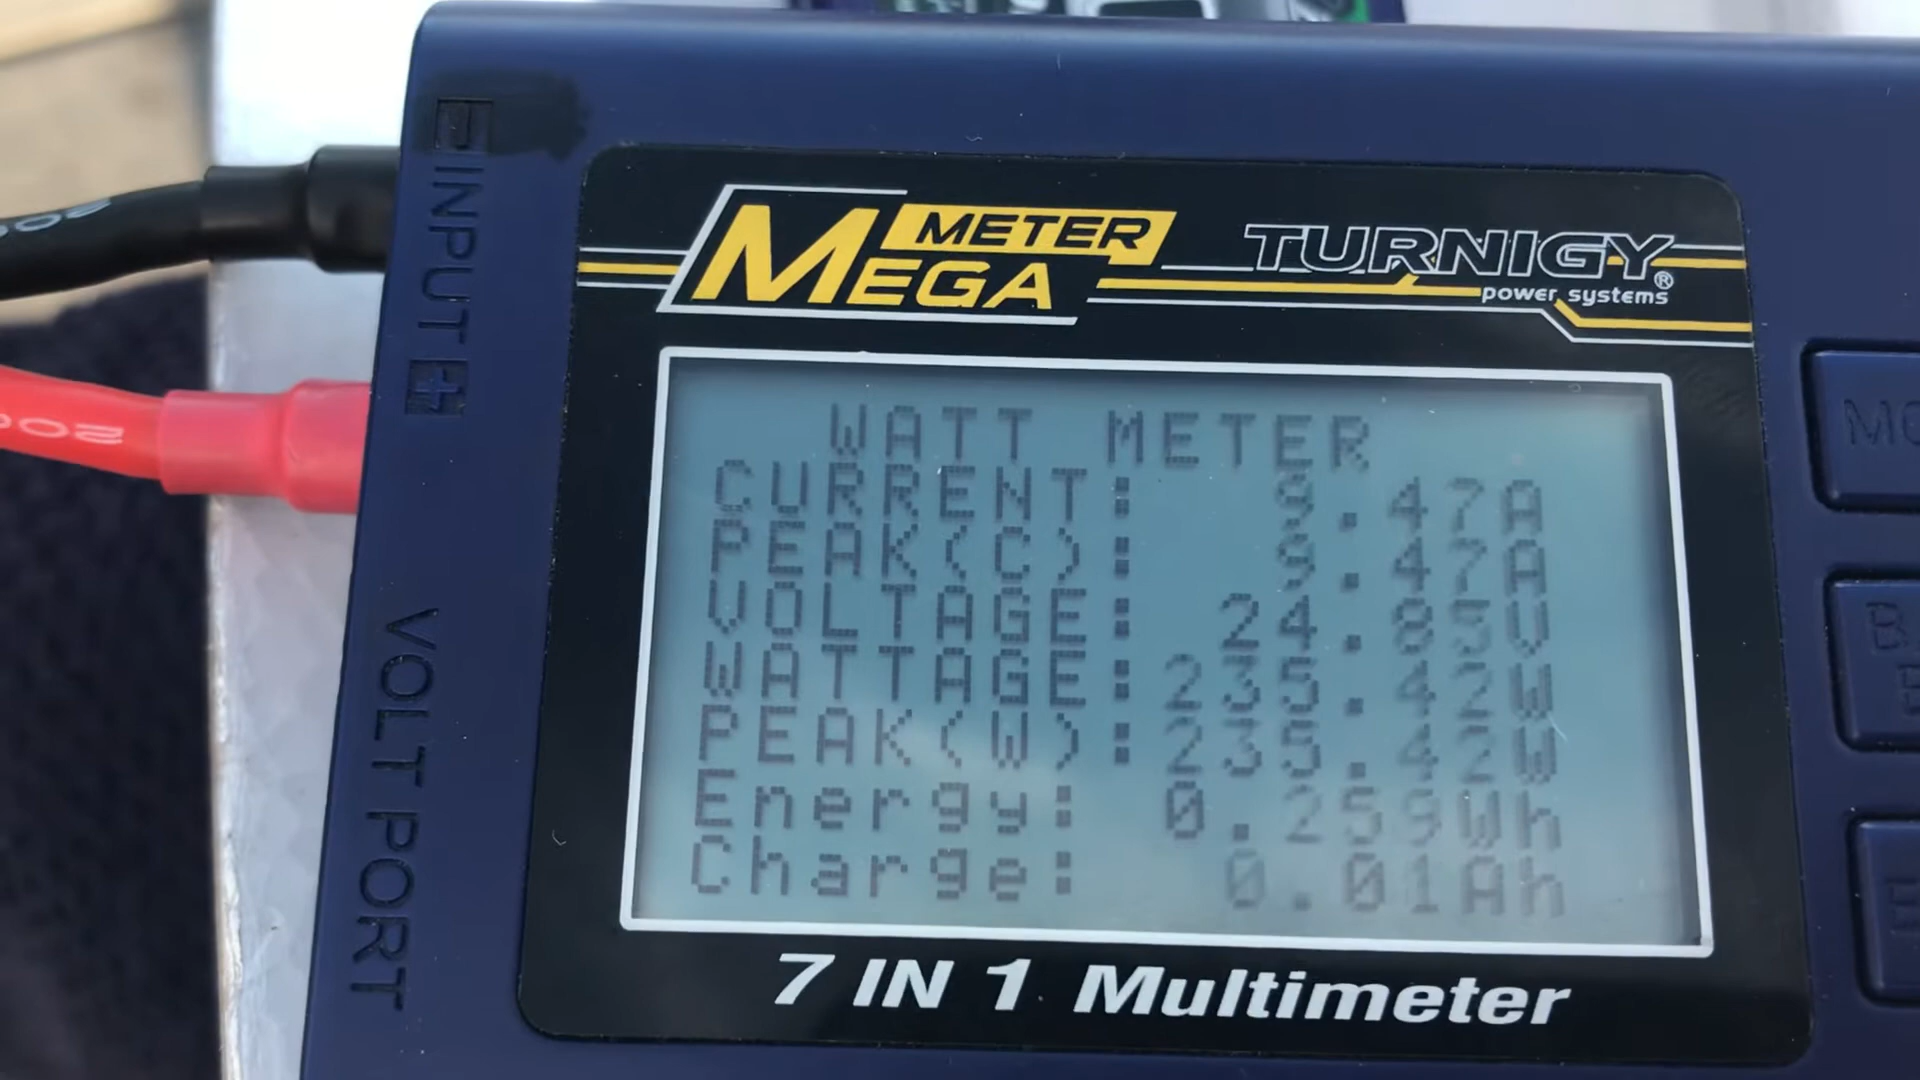 METER
MEGA
TURNIGY®
power systems
WATT METER
CURRENT: 9.47A
PEAK(C): 9.47A
VOLTAGE: 24.85V
WATTAGE:235.42W
PEAK(W):235.42W
Energy: 0.259Wh
Charge: 0.01Ah
7 IN 1 Multimeter
INPUT
VOLT PORT